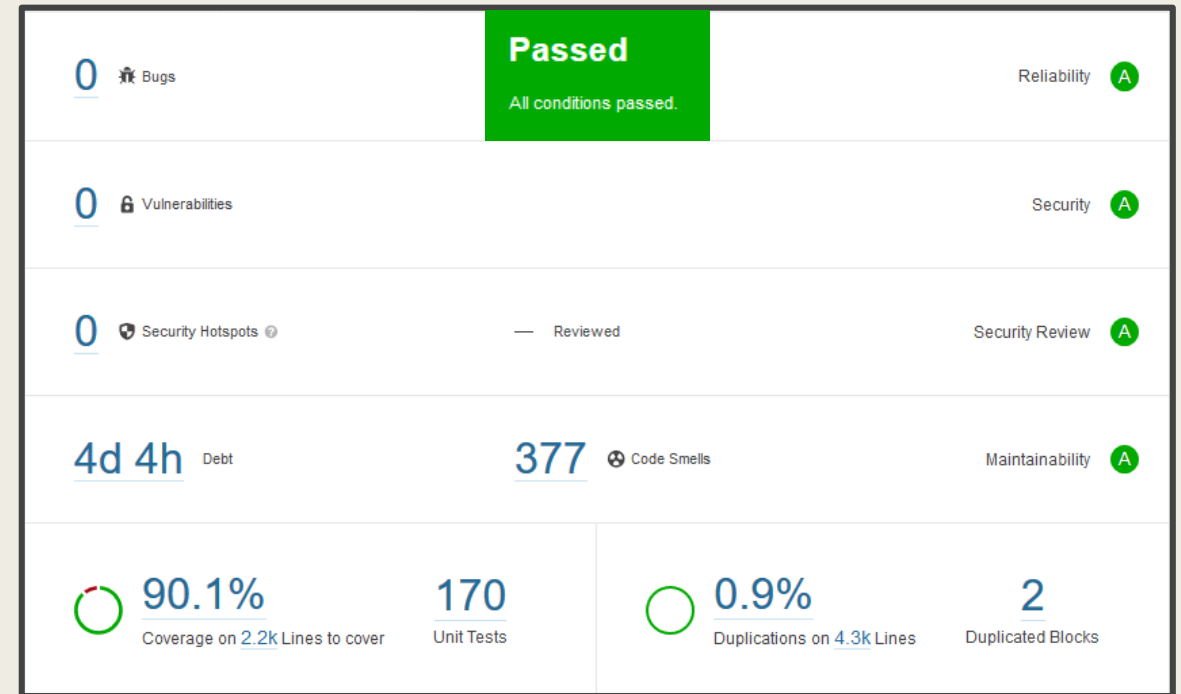 Passed
All conditions passed.
0 Bugs
Reliability A
0 Vulnerabilities
Security A
0 Security Hotspots ?
— Reviewed
Security Review A
4d 4h Debt
377 Code Smells
Maintainability A
90.1%
Coverage on 2.2k Lines to cover
170
Unit Tests
0.9%
Duplications on 4.3k Lines
2
Duplicated Blocks